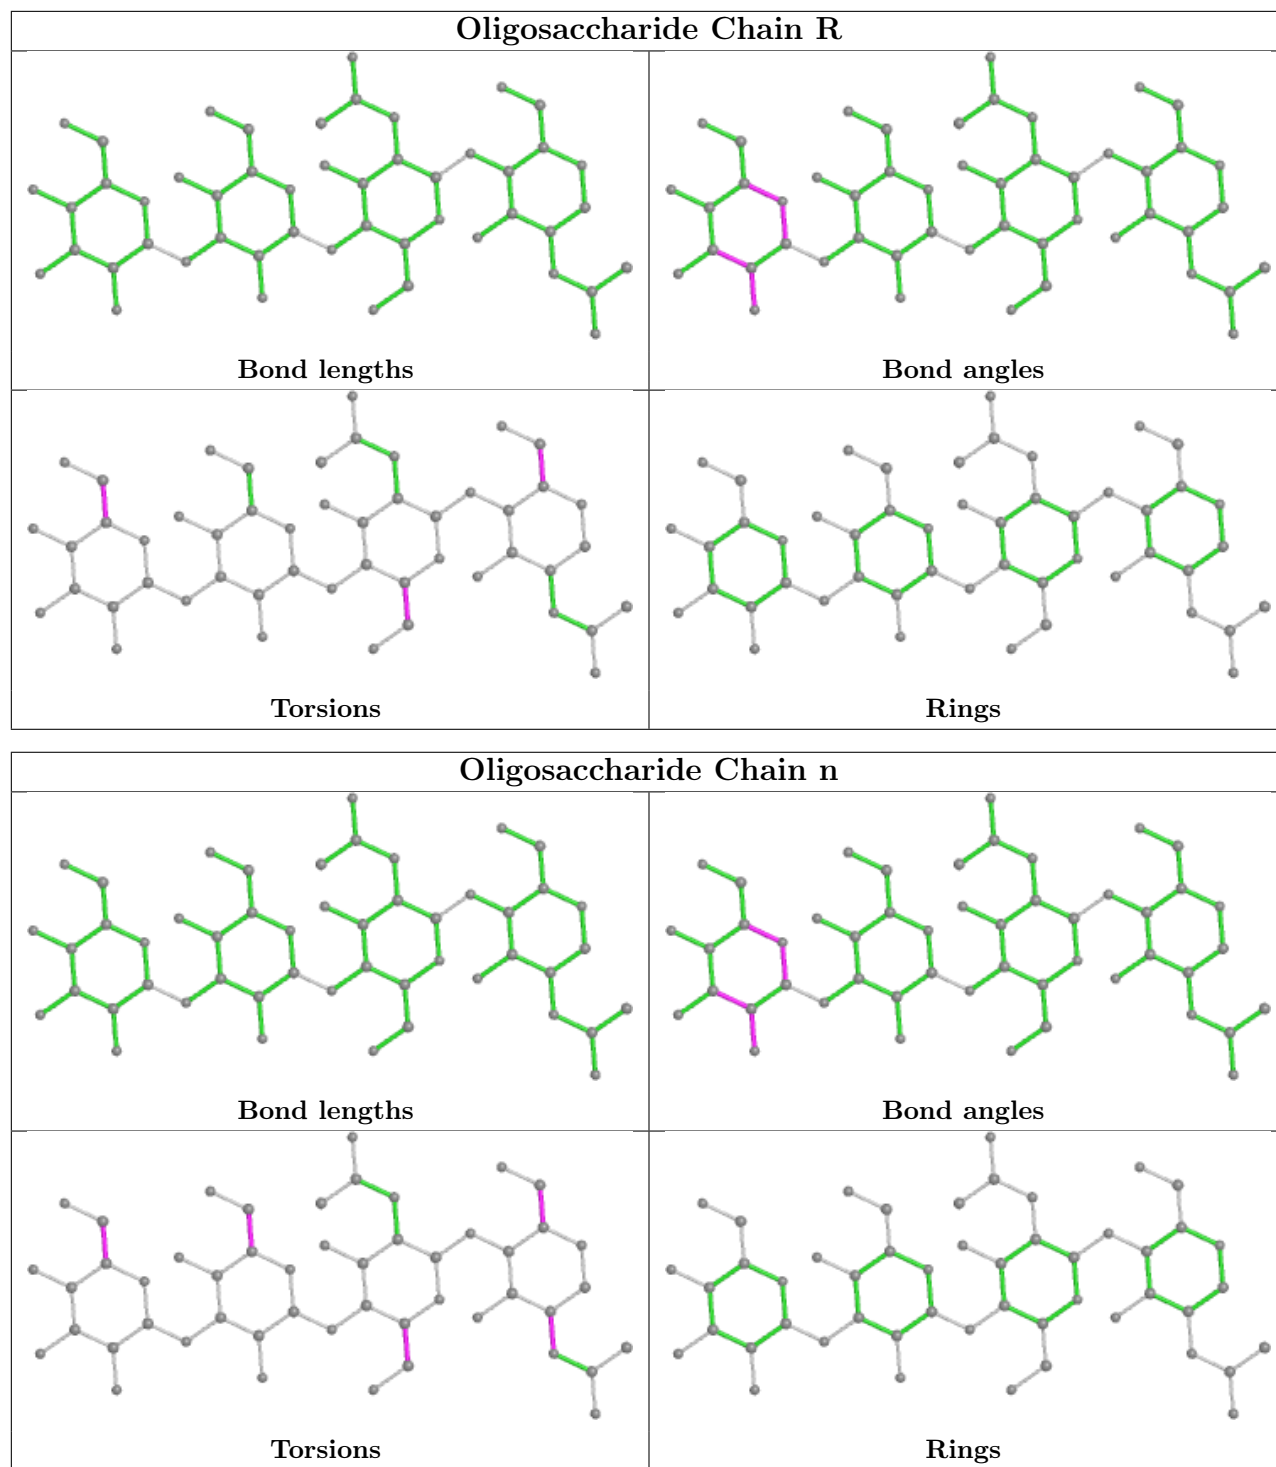 Oligosaccharide Chain R
Bond lengths
Bond angles
Torsions
Rings
Oligosaccharide Chain n
Bond lengths
Bond angles
Torsions
Rings